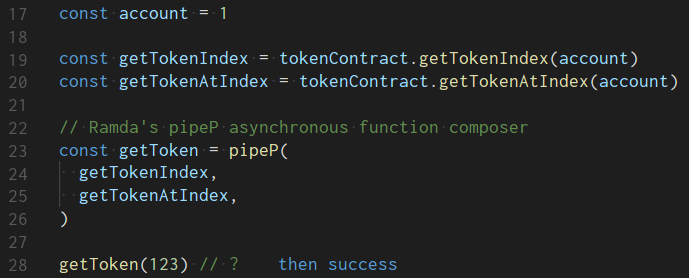 17 const account = 1
18
19 const getTokenIndex = tokenContract.getTokenIndex(account)
20 const getTokenAtIndex = tokenContract.getTokenAtIndex(account)
21
22 // Ramda's pipeP asynchronous function composer
23 const getToken = pipeP(
24 getTokenIndex,
25 getTokenAtIndex,
26 )
27
28 getToken(123) // ? then success